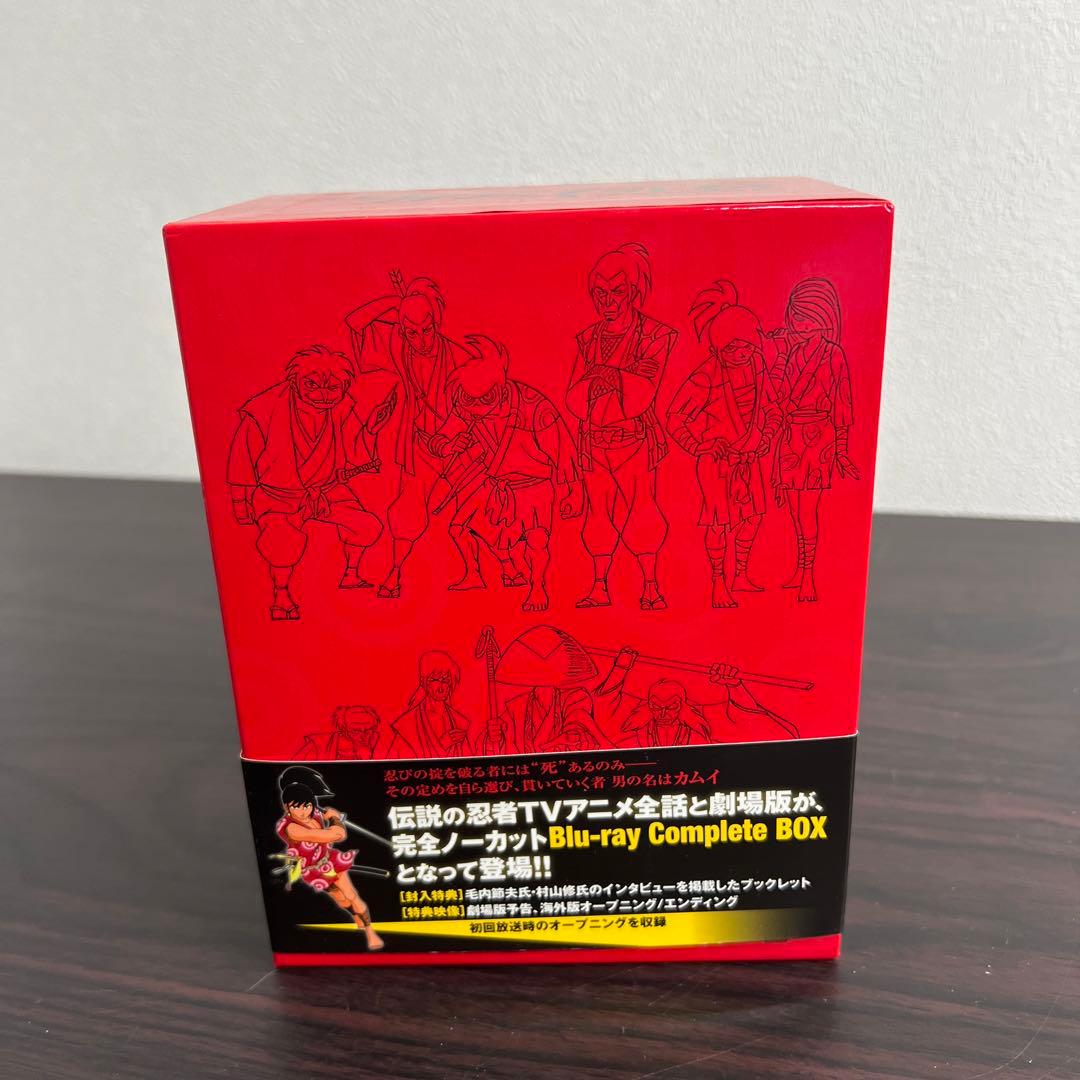 忍びの掟を破る者には“死”あるのみ──
その定めを自ら選び、貫いていく者 男の名はカムイ
伝説の忍者TVアニメ全話と劇場版が、
完全ノーカットBlu-ray Complete BOX
となって登場!!
[封入特典]毛内節夫氏・村山修氏のインタビューを掲載したブックレット
[特典映像]劇場版予告、海外版オープニング/エンディング
初回放送時のオープニングを収録